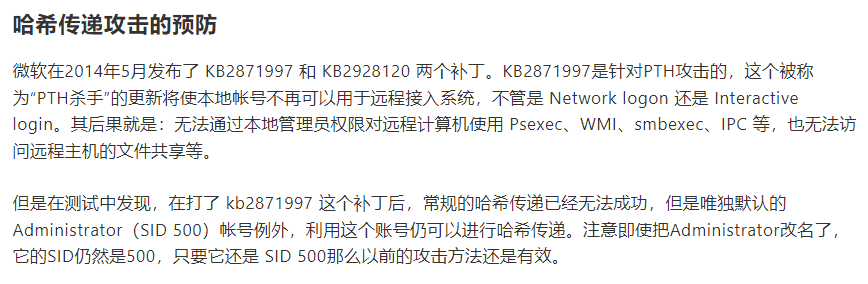 哈希传递攻击的预防
微软在2014年5月发布了 KB2871997 和 KB2928120 两个补丁。KB2871997是针对PTH攻击的，这个被称
为“PTH杀手”的更新将使本地帐号不再可以用于远程接入系统，不管是 Network logon 还是 Interactive
login。其后果就是：无法通过本地管理员权限对远程计算机使用 Psexec、WMI、smbexec、IPC 等，也无法访
问远程主机的文件共享等。
但是在测试中发现，在打了 kb2871997 这个补丁后，常规的哈希传递已经无法成功，但是唯独默认的
Administrator（SID 500）帐号例外，利用这个账号仍可以进行哈希传递。注意即使把Administrator改名了，
它的SID仍然是500，只要它还是 SID 500那么以前的攻击方法还是有效。